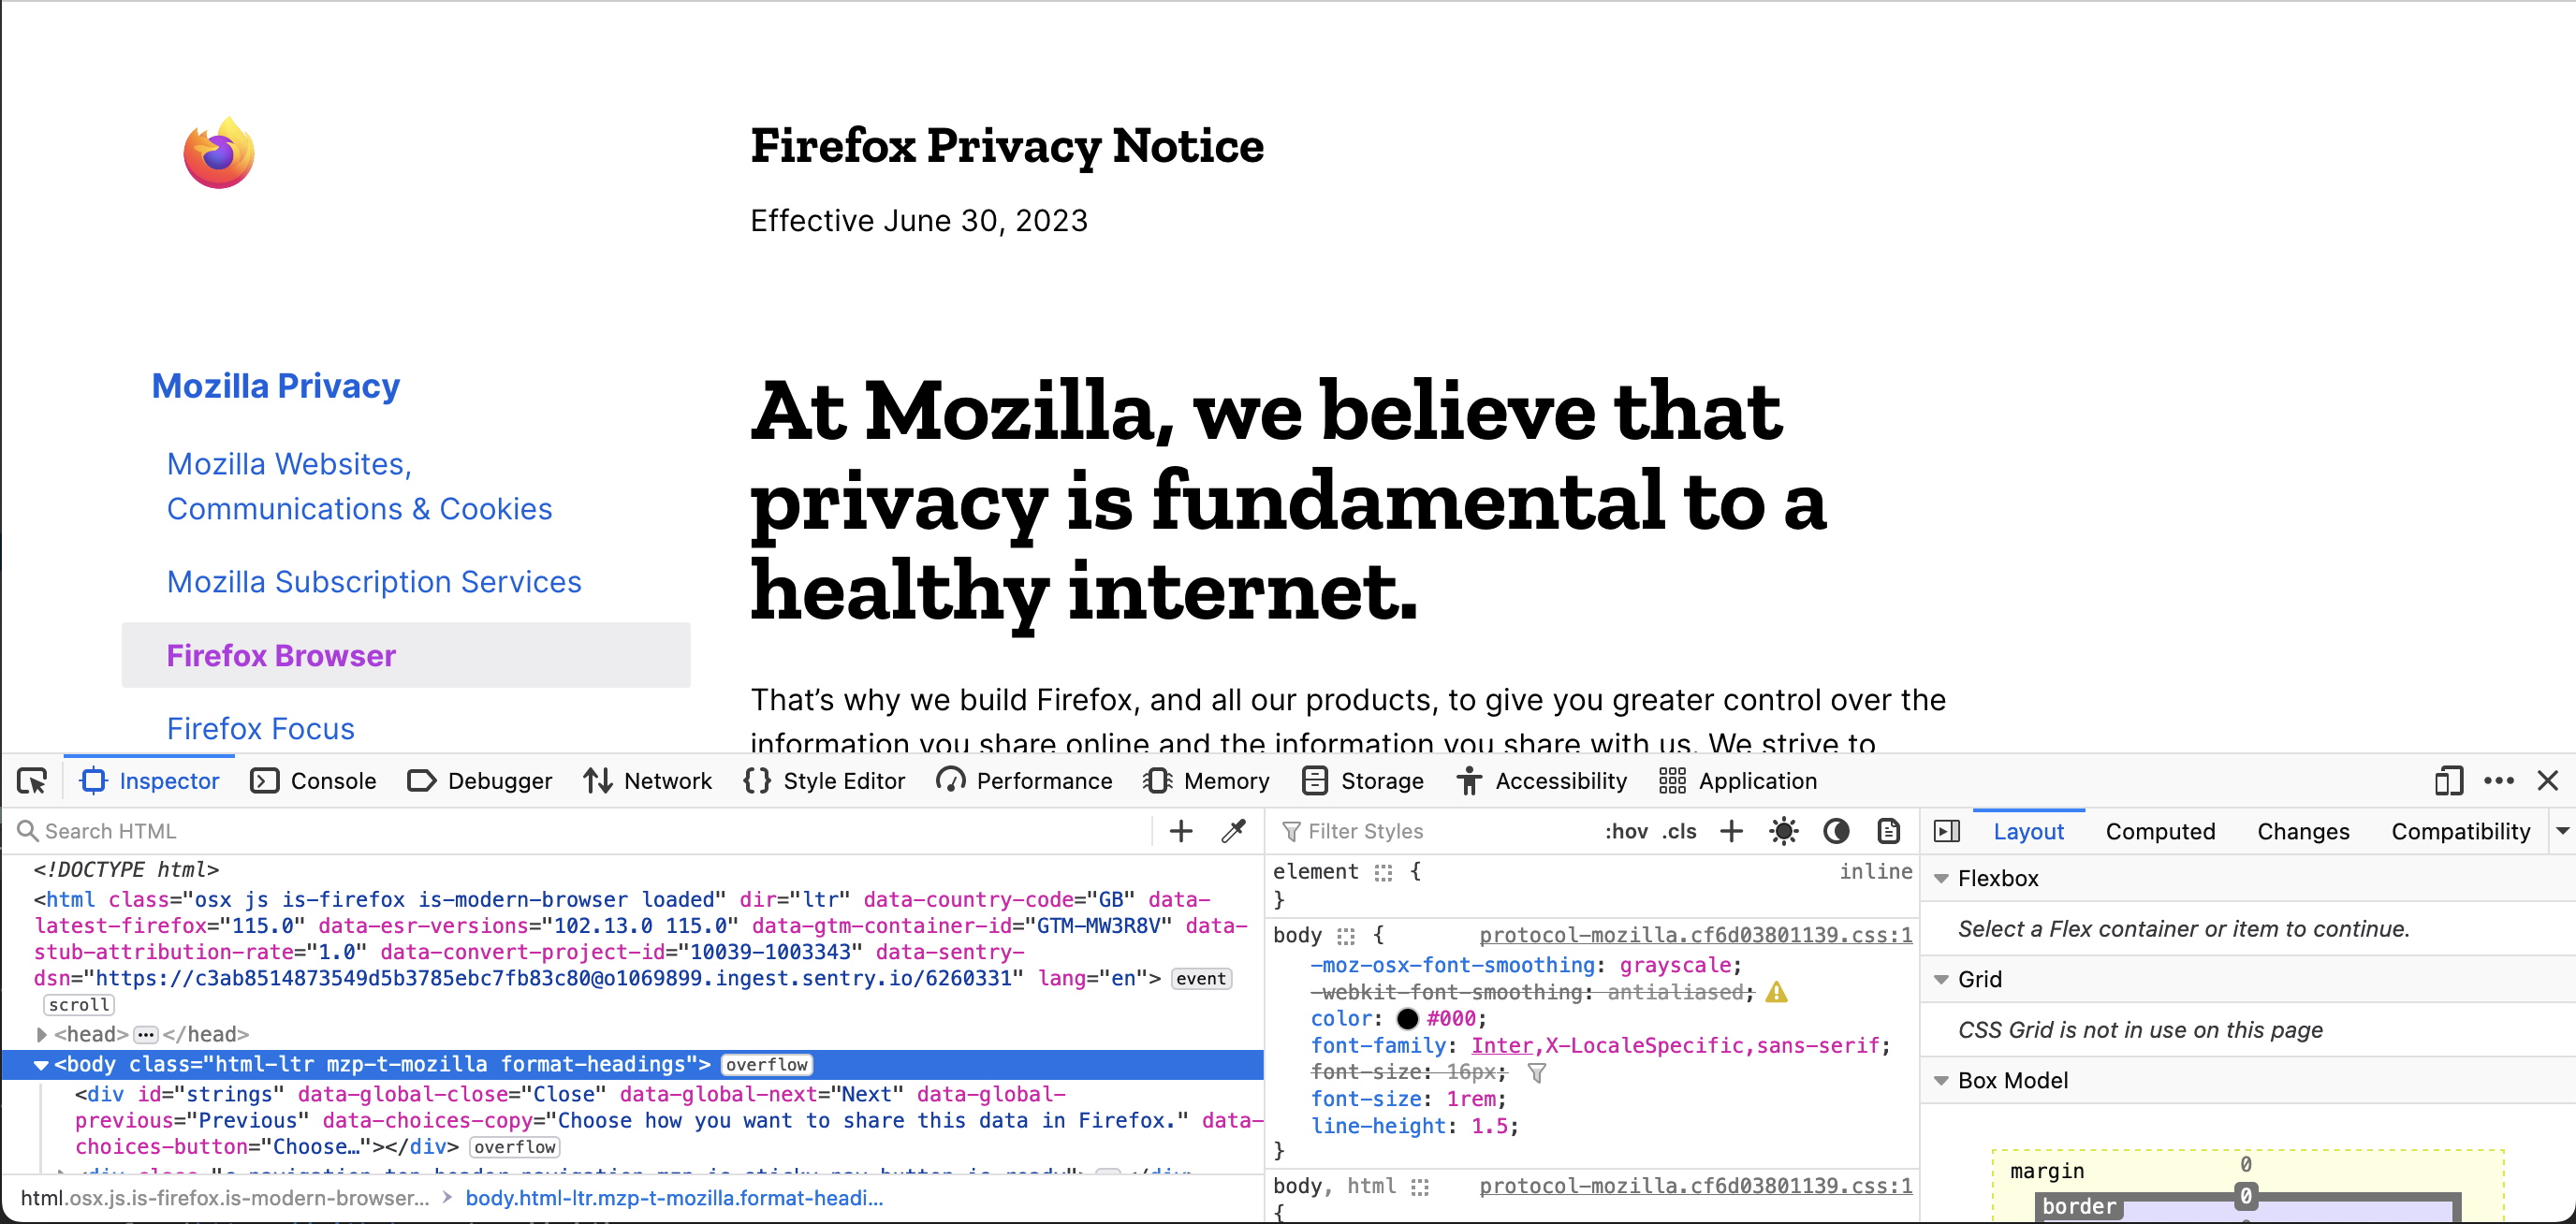 Firefox Privacy Notice
Effective June 30, 2023
Mozilla Privacy
Mozilla Websites,
Communications & Cookies
Mozilla Subscription Services
Firefox Browser
Firefox Focus
At Mozilla, we believe that
privacy is fundamental to a
healthy internet.
That’s why we build Firefox, and all our products, to give you greater control over the
information you share online and the information you share with us. We strive to
Inspector Console Debugger Network Style Editor Performance Memory Storage Accessibility Application
Search HTML
<!DOCTYPE html>
<html class="osx js is-firefox is-modern-browser loaded" dir="ltr" data-country-code="GB" data-
latest-firefox="115.0" data-esr-versions="102.13.0 115.0" data-gtm-container-id="GTM-MW3R8V" data-
stub-attribution-rate="1.0" data-convert-project-id="10039-1003343" data-sentry-
dsn="https://c3ab8514873549d5b3785ebc7fb83c80@o1069899.ingest.sentry.io/6260331" lang="en"> event
scroll
<head> ••• </head>
<body class="html-ltr mzp-t-mozilla format-headings"> overflow
<div id="strings" data-global-close="Close" data-global-next="Next" data-global-
previous="Previous" data-choices-copy="Choose how you want to share this data in Firefox." data-
choices-button="Choose…"></div> overflow
html.osx.js.is-firefox.is-modern-browser... > body.html-ltr.mzp-t-mozilla.format-headi...
Filter Styles :hov .cls
element { inline
}
body { protocol-mozilla.cf6d03801139.css:1
-moz-osx-font-smoothing: grayscale;
-webkit-font-smoothing: antialiased;
color: #000;
font-family: Inter,X-LocaleSpecific,sans-serif;
font-size: 16px;
font-size: 1rem;
line-height: 1.5;
}
body, html protocol-mozilla.cf6d03801139.css:1
{
Layout Computed Changes Compatibility
Flexbox
Select a Flex container or item to continue.
Grid
CSS Grid is not in use on this page
Box Model
margin 0
border 0